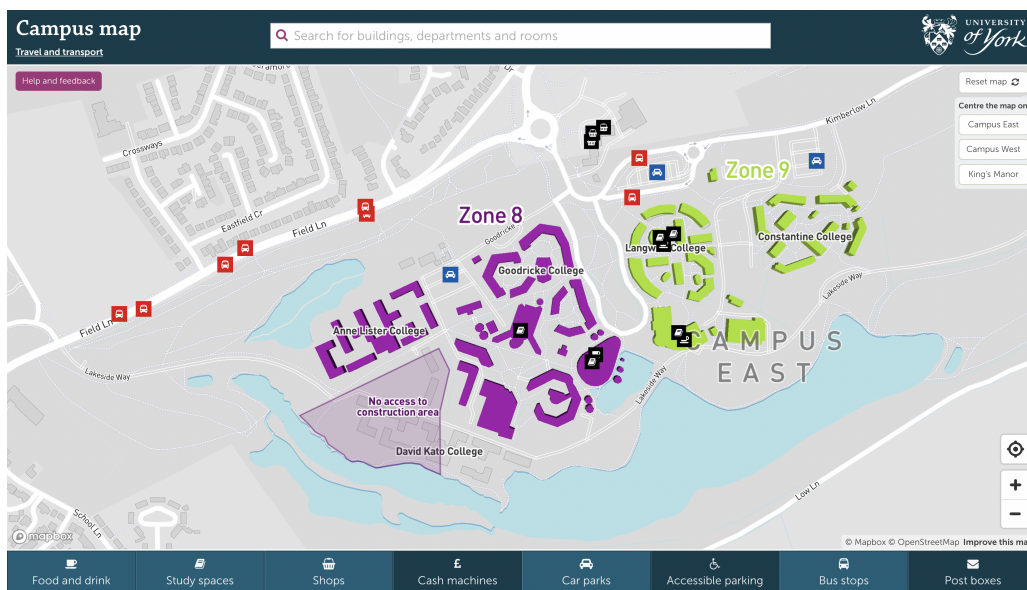 Campus map
Travel and transport
Search for buildings, departments and rooms
UNIVERSITY
of York
Help and feedback
Reset map
Centre the map on
Campus East
Campus West
King's Manor
Crossways
Eastfield Cr
Field Ln
Field Ln
Kimberlow Ln
Zone 9
Zone 8
Goodricke
Langw College
Constantine College
Goodricke College
Lakeside Way
Anne Lister College
CAMPUS
EAST
Lakeside Way
Lakeside Way
No access to
construction area
David Kato College
Low Ln
School Ln
mapbox
© Mapbox © OpenStreetMap Improve this ma
Food and drink
Study spaces
Shops
£
Cash machines
Car parks
Accessible parking
Bus stops
Post boxes